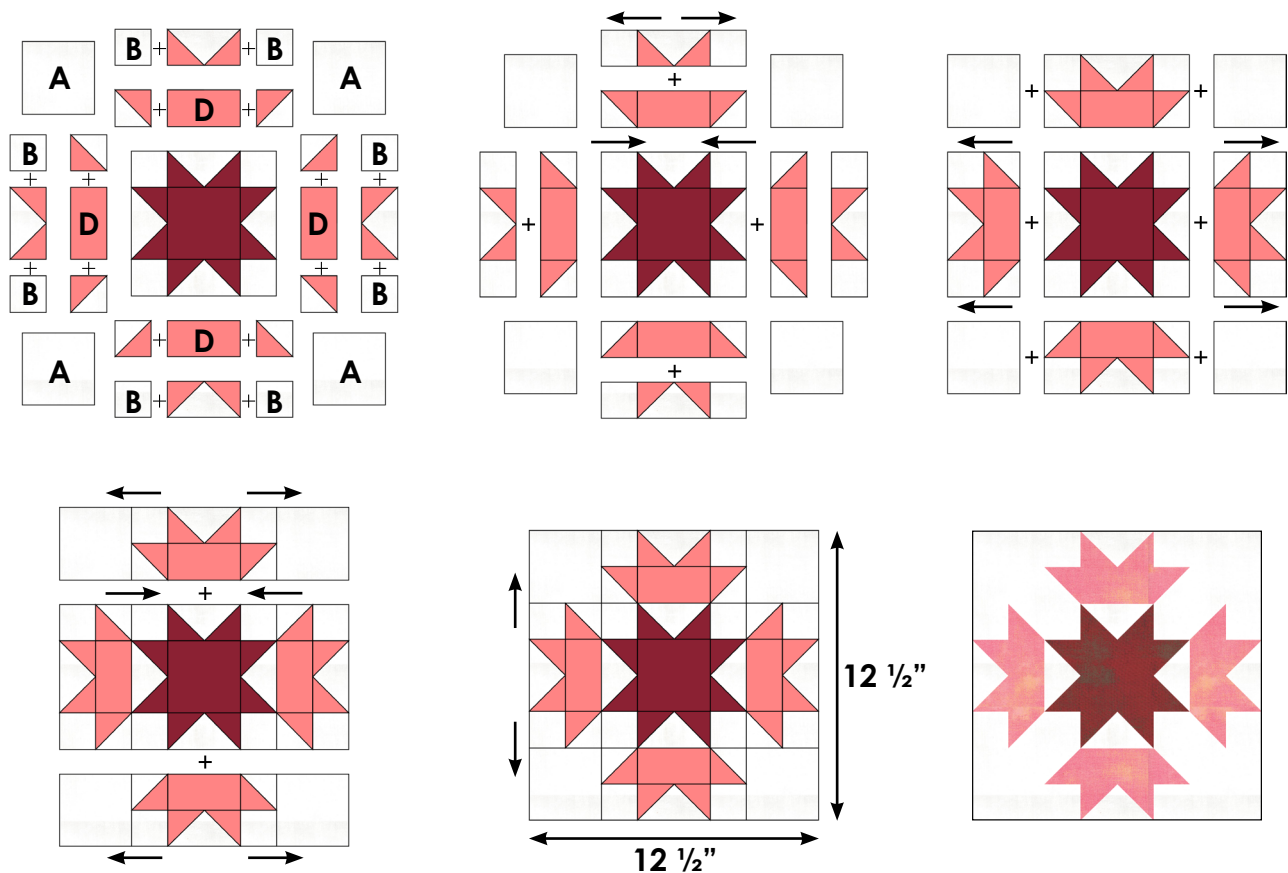 B + + B
A A
+ D +
B B
+ + + +
D D
+ + + +
B B
+ D +
A A
B + + B
+
+ +
+
+ +
+ +
+ +
+
+
12 ½”
12 ½”